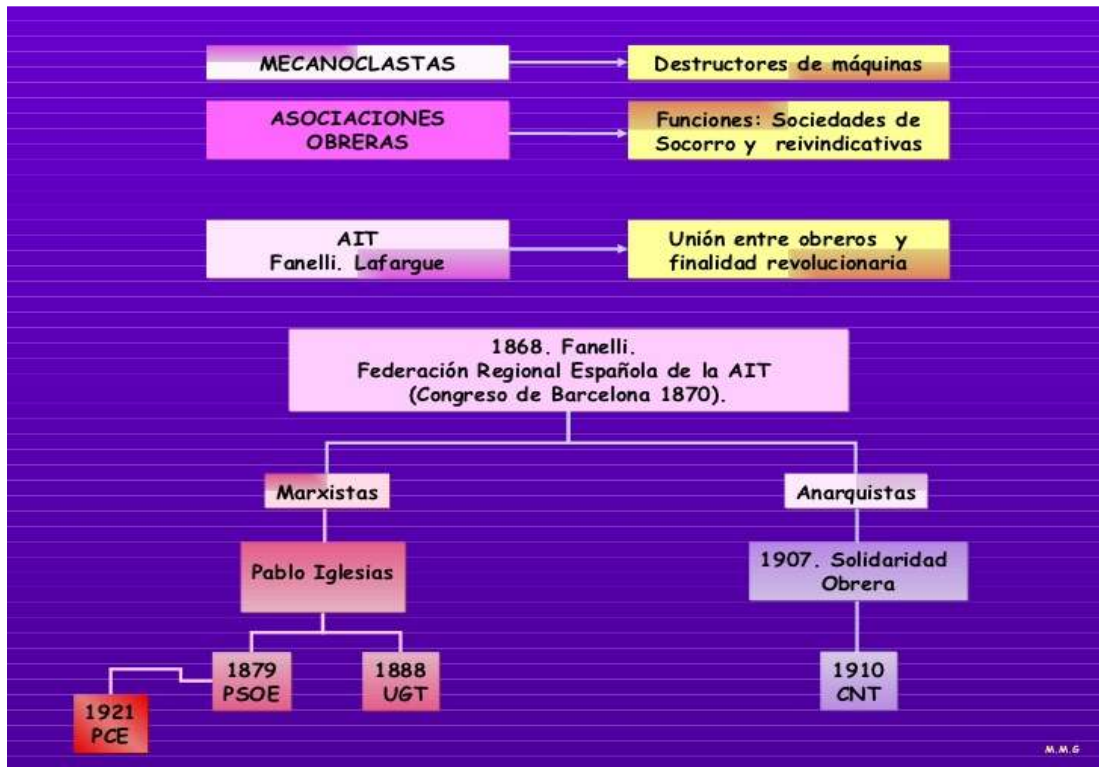 MECANOCLASTAS
Destructores de máquinas
ASOCIACIONES
OBRERAS
Funciones: Sociedades de
Socorro y reivindicativas
AIT
Fanelli. Lafargue
Unión entre obreros y
finalidad revolucionaria
1868. Fanelli.
Federación Regional Española de la AIT
(Congreso de Barcelona 1870).
Marxistas
Anarquistas
Pablo Iglesias
1907. Solidaridad
Obrera
1879
PSOE
1888
UGT
1910
CNT
1921
PCE
M.M.G